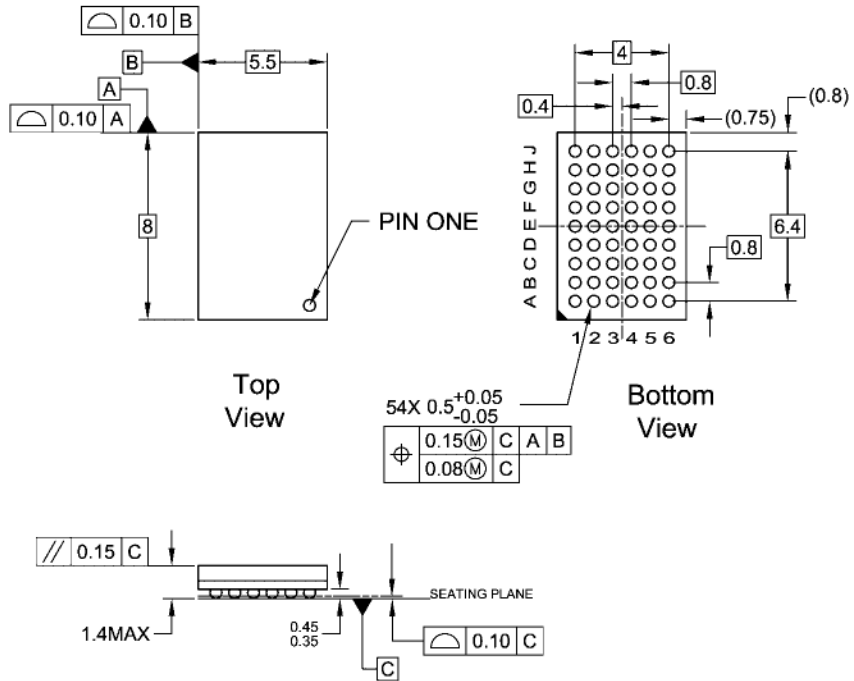 ⌓ 0.10 B
B
5.5
A
⌓ 0.10 A
8
PIN ONE
Top
View
4
0.8
0.4
(0.75)
(0.8)
J
H
G
F
E
D
C
B
A
6.4
0.8
1 2 3 4 5 6
54X 0.5 +0.05
-0.05
⌖ 0.15Ⓜ C A B
0.08Ⓜ C
Bottom
View
// 0.15 C
1.4MAX
0.45
0.35
SEATING PLANE
⌓ 0.10 C
C